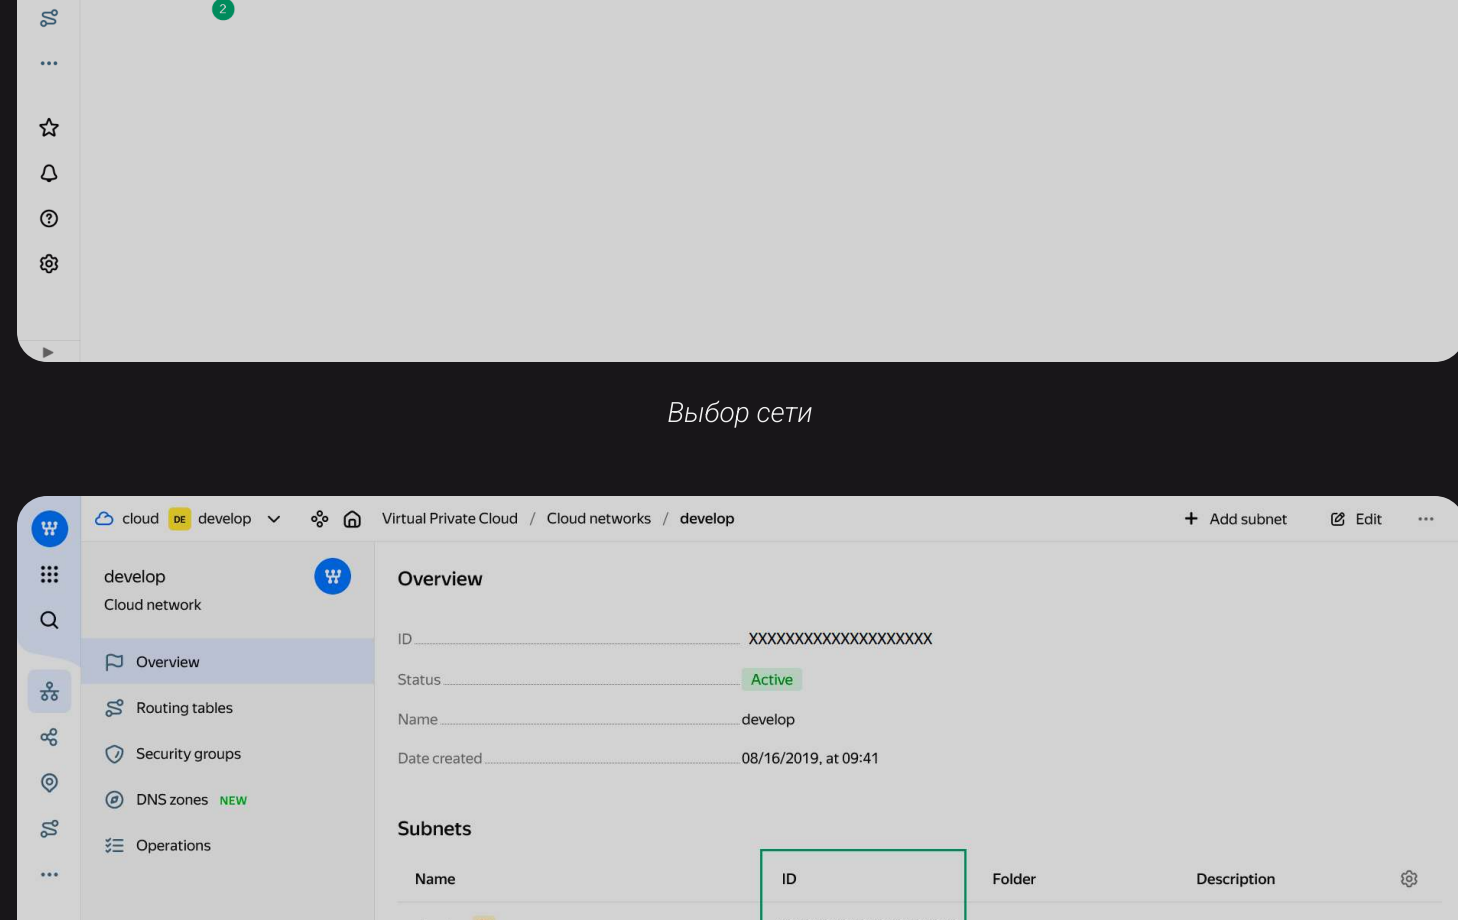 2
Выбор сети
cloud DE develop Virtual Private Cloud / Cloud networks / develop + Add subnet Edit ...
develop
Cloud network
Overview
ID XXXXXXXXXXXXXXXXXXXX
Status Active
Name develop
Date created 08/16/2019, at 09:41
Overview
Routing tables
Security groups
DNS zones NEW
Operations
Subnets
Name ID Folder Description